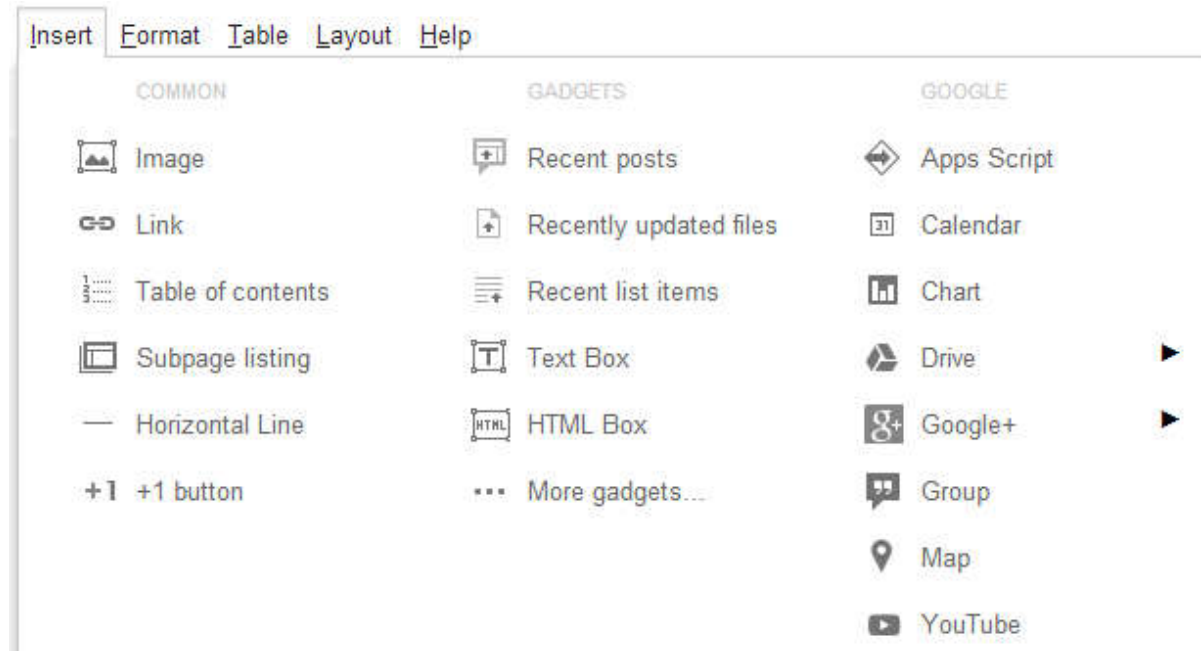 Insert Format Table Layout Help
COMMON GADGETS GOOGLE
Image Recent posts Apps Script
Link Recently updated files 31 Calendar
Table of contents Recent list items Chart
Subpage listing T Text Box Drive
Horizontal Line HTML HTML Box g+ Google+
+1 +1 button More gadgets... Group
Map
YouTube